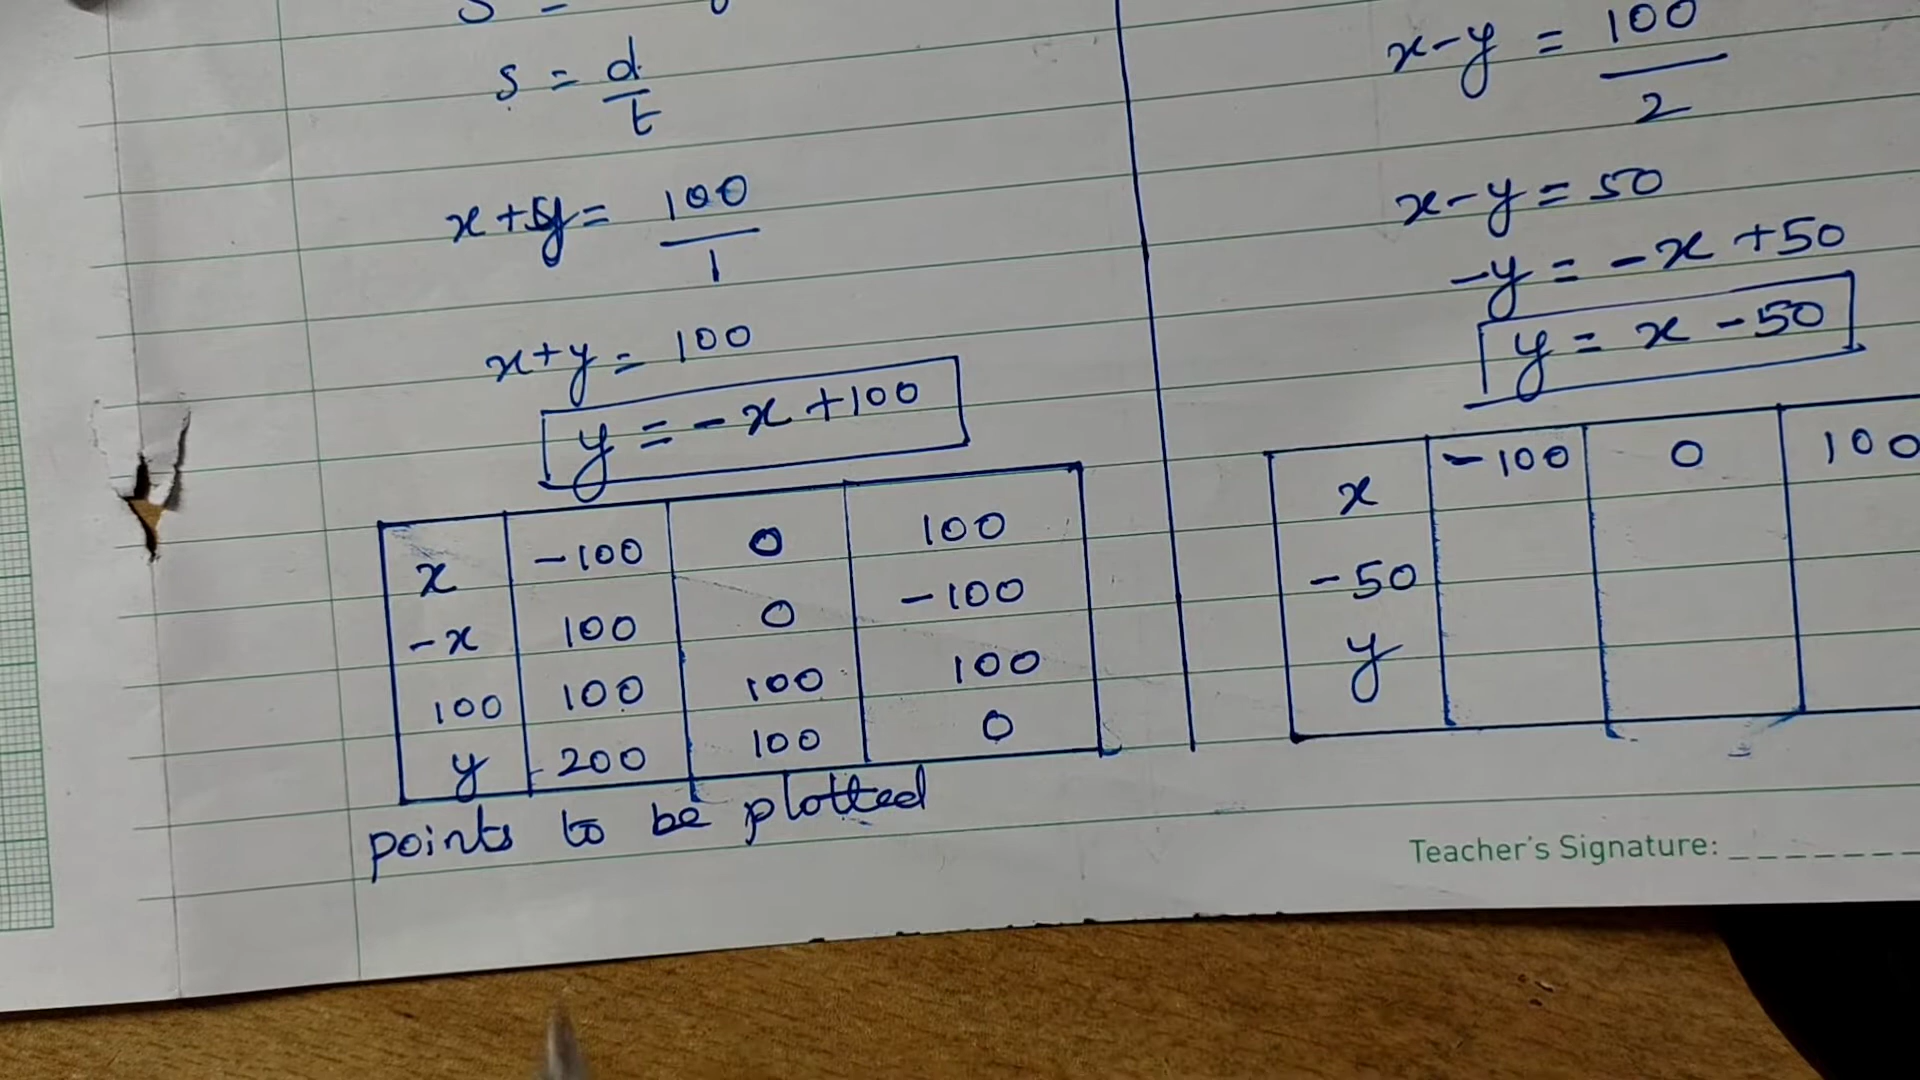 s = d/t
x+y = 100/1
x+y = 100
y = -x+100
x -100 0 100
-x 100 0 -100
100 100 100 100
y 200 100 0
points to be plotted
x-y = 100/2
x-y = 50
-y = -x +50
y = x -50
x -100 0 100
-50
y
Teacher's Signature: